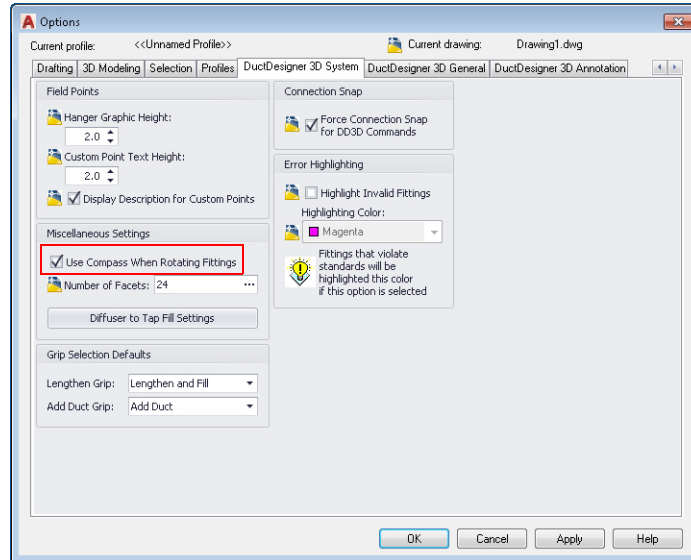 A Options
Current profile: <<Unnamed Profile>> Current drawing: Drawing1.dwg
Drafting 3D Modeling Selection Profiles DuctDesigner 3D System DuctDesigner 3D General DuctDesigner 3D Annotation
Field Points
Hanger Graphic Height:
2.0
Custom Point Text Height:
2.0
Display Description for Custom Points
Miscellaneous Settings
Use Compass When Rotating Fittings
Number of Facets: 24 ...
Diffuser to Tap Fill Settings
Grip Selection Defaults
Lengthen Grip: Lengthen and Fill
Add Duct Grip: Add Duct
Connection Snap
Force Connection Snap
for DD3D Commands
Error Highlighting
Highlight Invalid Fittings
Highlighting Color:
Magenta
Fittings that violate
standards will be
highlighted this color
if this option is selected
OK Cancel Apply Help